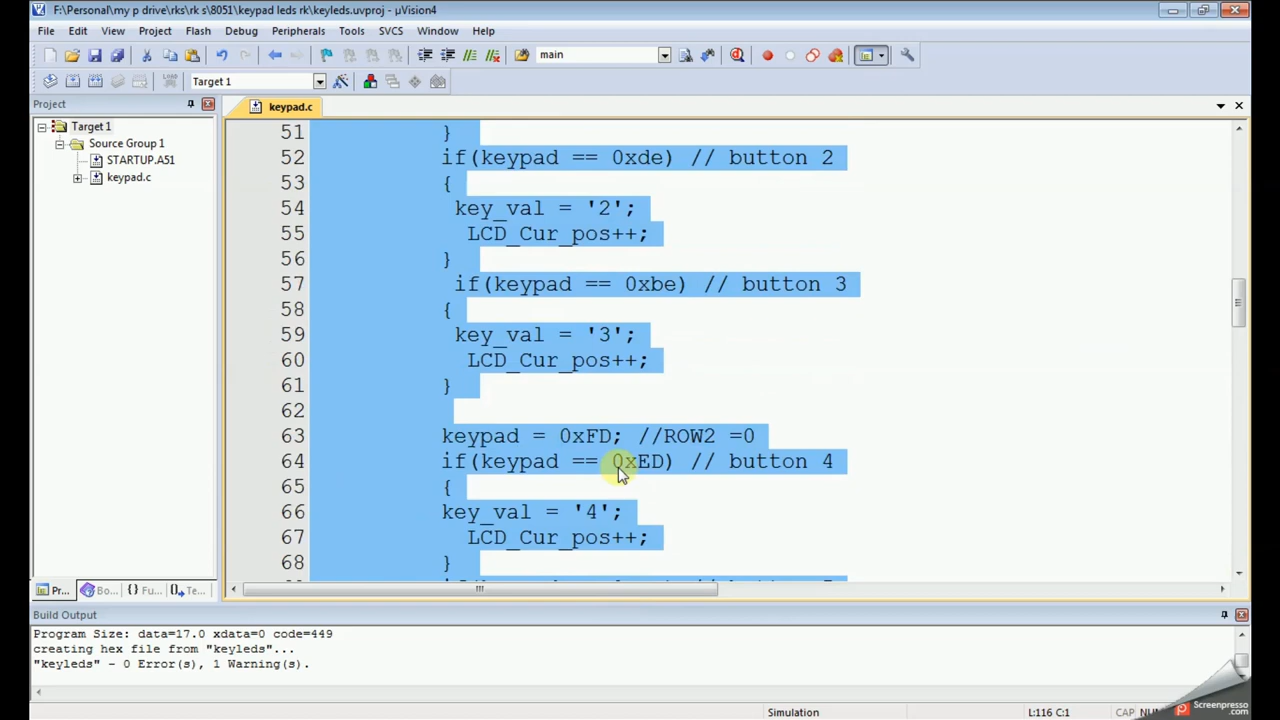 F:\Personal\my p drive\rks\rk s\8051\keypad leds rk\keyleds.uvproj - µVision4
File Edit View Project Flash Debug Peripherals Tools SVCS Window Help
main
LOAD Target 1
Project
keypad.c
Target 1
Source Group 1
STARTUP.A51
keypad.c
51 }
52 if(keypad == 0xde) // button 2
53 {
54 key_val = '2';
55 LCD_Cur_pos++;
56 }
57 if(keypad == 0xbe) // button 3
58 {
59 key_val = '3';
60 LCD_Cur_pos++;
61 }
62
63 keypad = 0xFD; //ROW2 =0
64 if(keypad == 0xED) // button 4
65 {
66 key_val = '4';
67 LCD_Cur_pos++;
68 }
Pr... Bo... {} Fu... Te...
Build Output
Program Size: data=17.0 xdata=0 code=449
creating hex file from "keyleds"...
"keyleds" - 0 Error(s), 1 Warning(s).
Simulation L:116 C:1 CAP
Screenpresso
.com